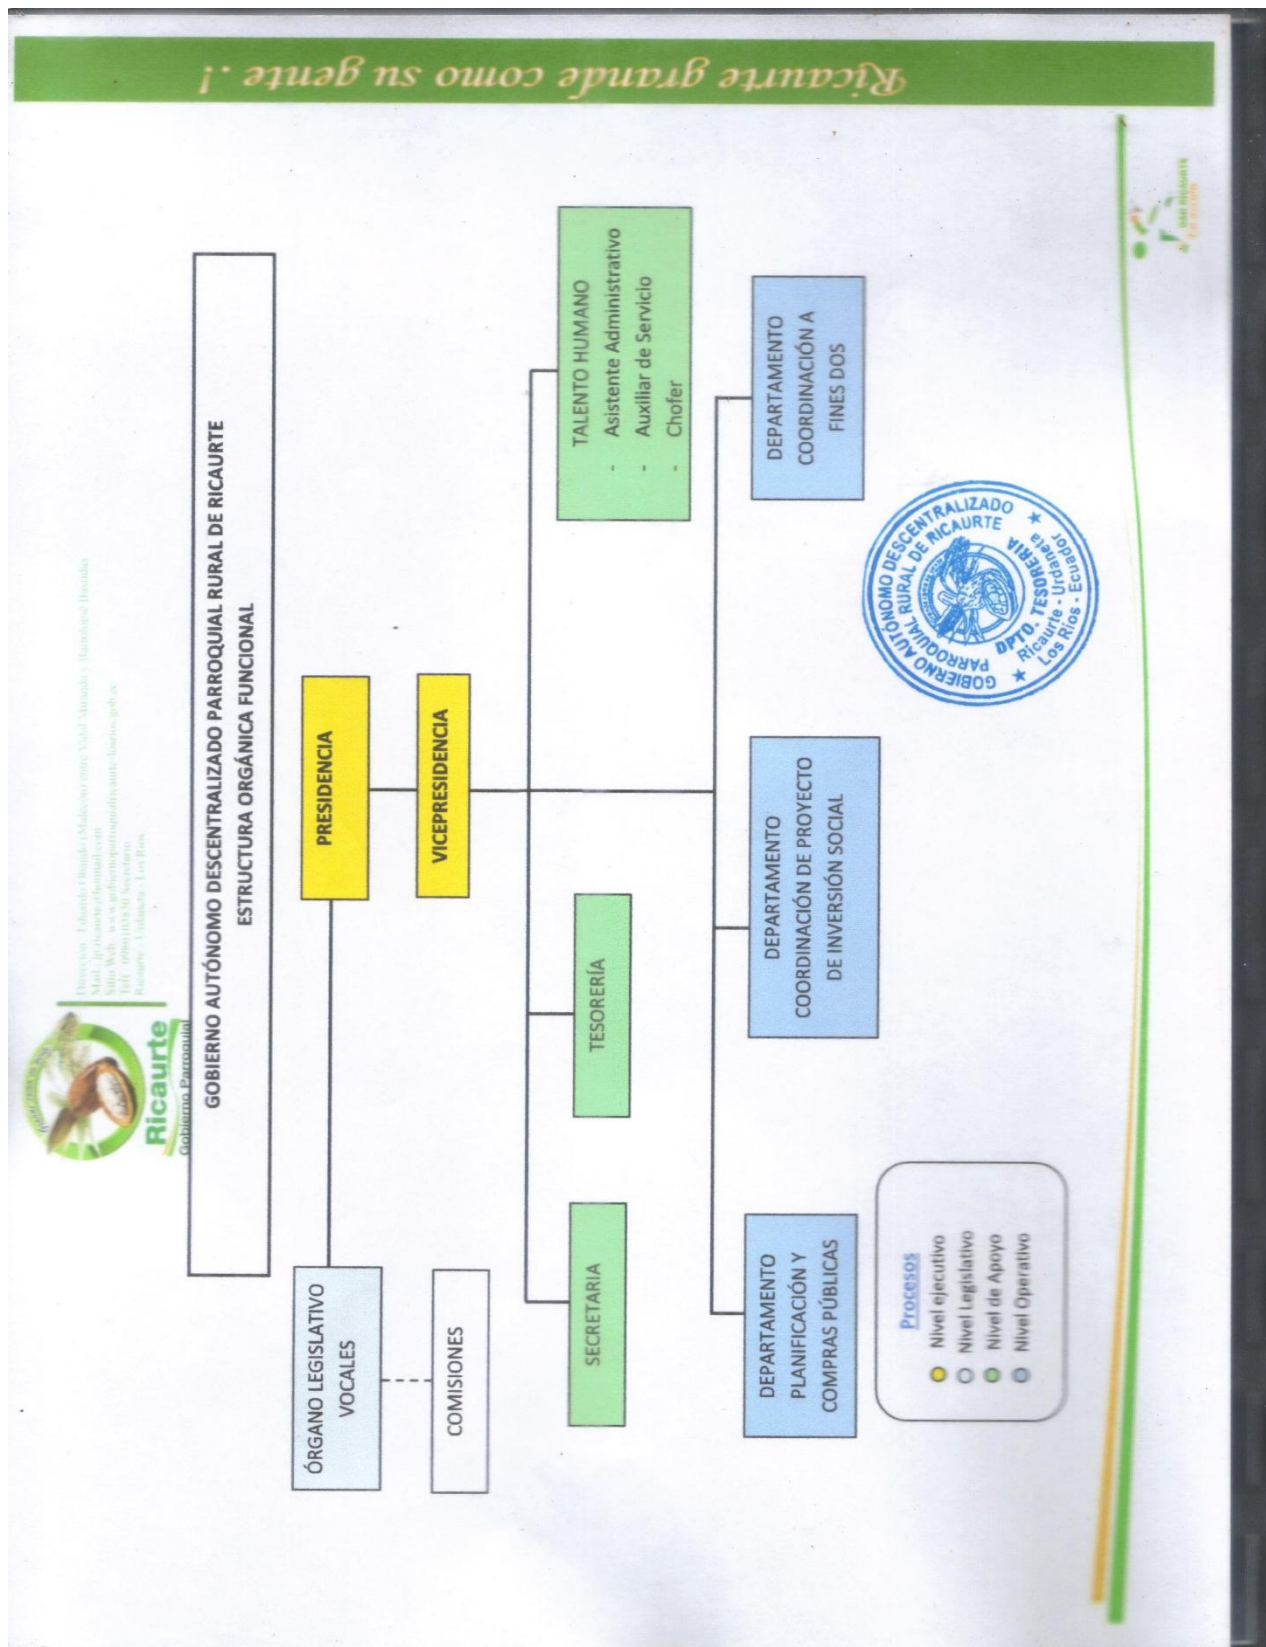 Ricaurte grande como su gente .!
Ricaurte
Gobierno Parroquial
GOBIERNO AUTÓNOMO DESCENTRALIZADO PARROQUIAL RURAL DE RICAURTE
ESTRUCTURA ORGÁNICA FUNCIONAL
ÓRGANO LEGISLATIVO
VOCALES
COMISIONES
PRESIDENCIA
VICEPRESIDENCIA
SECRETARIA
TESORERÍA
TALENTO HUMANO
- Asistente Administrativo
- Auxiliar de Servicio
- Chofer
DEPARTAMENTO
PLANIFICACIÓN Y
COMPRAS PÚBLICAS
DEPARTAMENTO
COORDINACIÓN DE PROYECTO
DE INVERSIÓN SOCIAL
DEPARTAMENTO
COORDINACIÓN A
FINES DOS
Procesos
Nivel ejecutivo
Nivel Legislativo
Nivel de Apoyo
Nivel Operativo
GOBIERNO AUTÓNOMO DESCENTRALIZADO
PARROQUIAL RURAL DE RICAURTE
DPTO. TESORERIA
Ricaurte - Urdaneta
Los Ríos - Ecuador